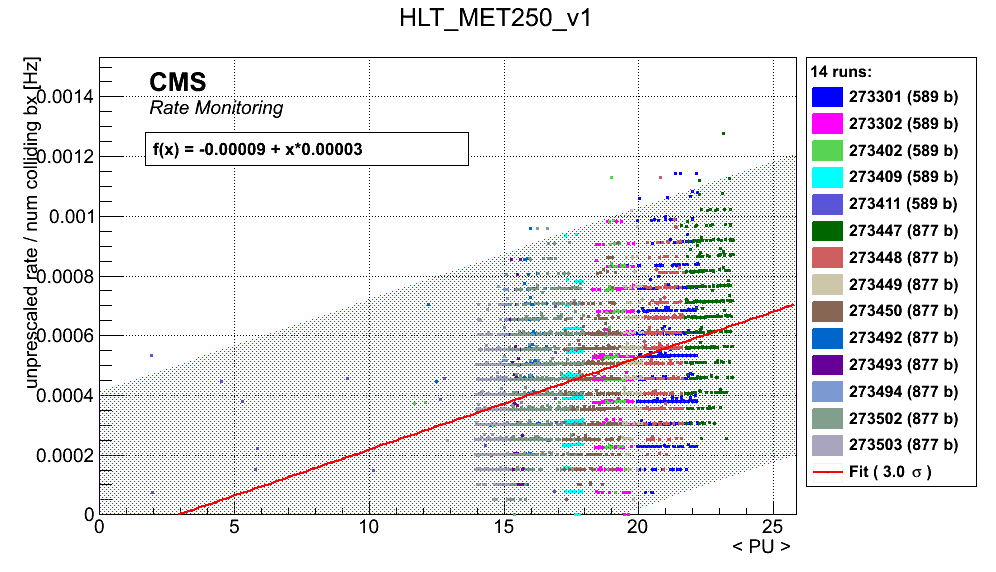 HLT_MET250_v1
unprescaled rate / num colliding bx [Hz]
CMS
Rate Monitoring
f(x) = -0.00009 + x*0.00003
0.0014
0.0012
0.001
0.0008
0.0006
0.0004
0.0002
0
0 5 10 15 20 25
< PU >
14 runs:
273301 (589 b)
273302 (589 b)
273402 (589 b)
273409 (589 b)
273411 (589 b)
273447 (877 b)
273448 (877 b)
273449 (877 b)
273450 (877 b)
273492 (877 b)
273493 (877 b)
273494 (877 b)
273502 (877 b)
273503 (877 b)
Fit ( 3.0 σ )